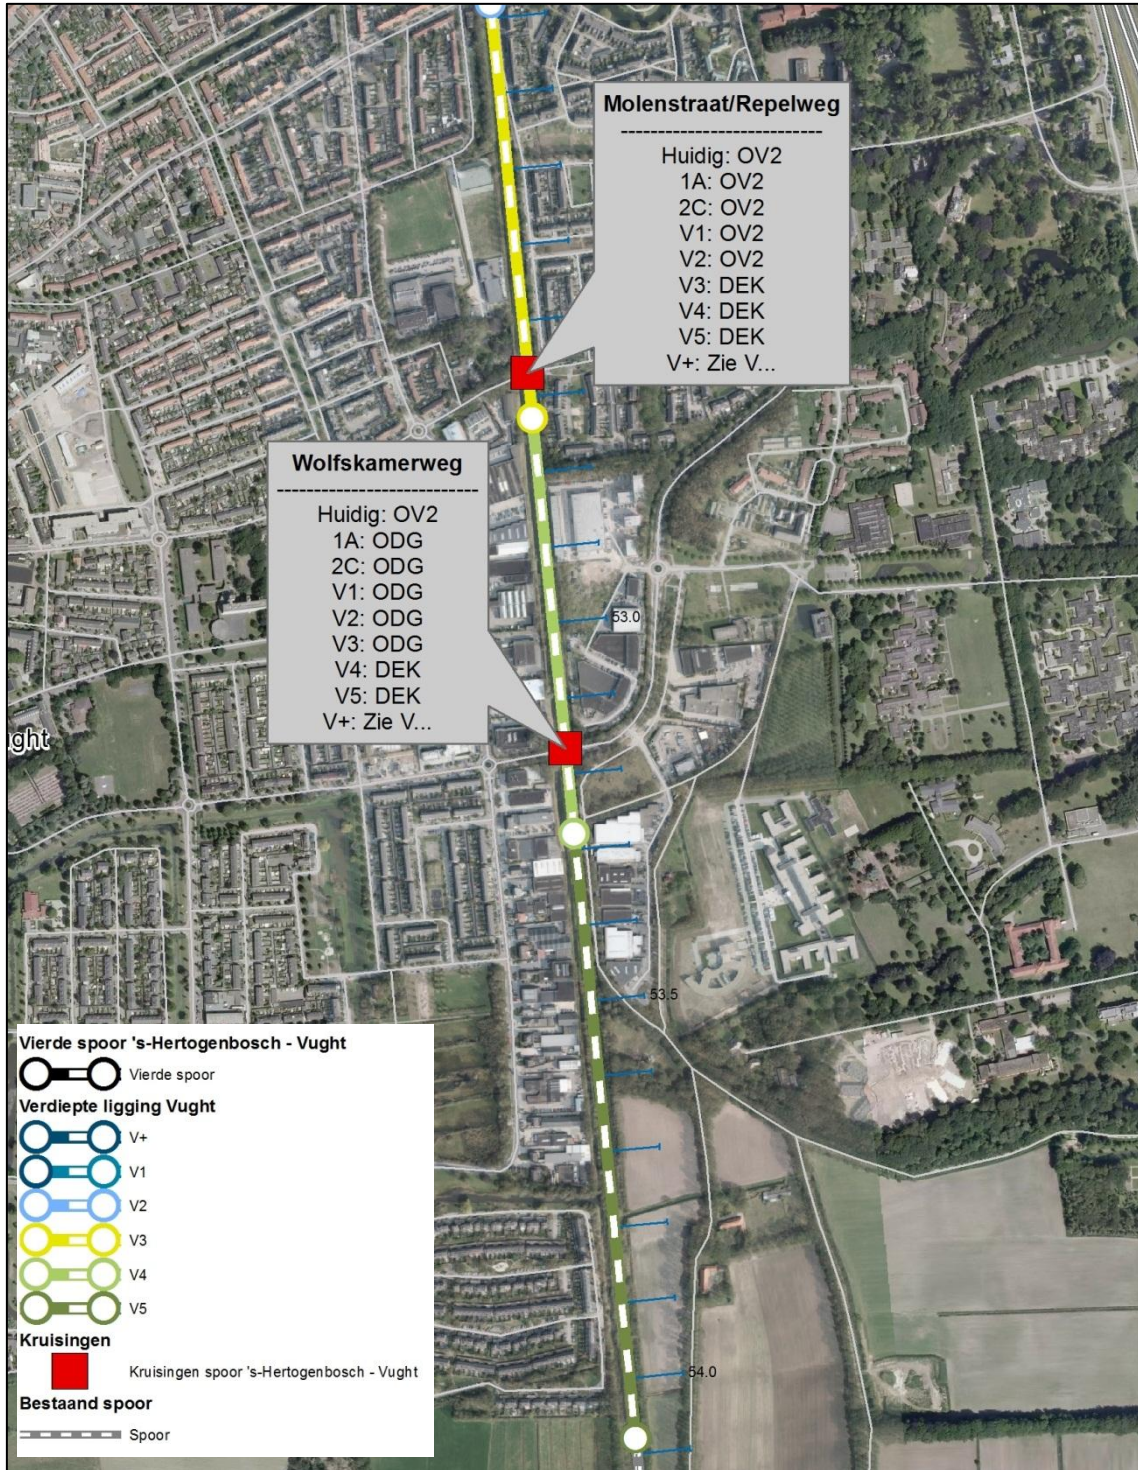 Molenstraat/Repelweg
---------------------------
Huidig: OV2
1A: OV2
2C: OV2
V1: OV2
V2: OV2
V3: DEK
V4: DEK
V5: DEK
V+: Zie V...
Wolfskamerweg
---------------------------
Huidig: OV2
1A: ODG
2C: ODG
V1: ODG
V2: ODG
V3: ODG
V4: DEK
V5: DEK
V+: Zie V...
53.0
ght
53.5
54.0
Vierde spoor 's-Hertogenbosch - Vught
Vierde spoor
Verdiepte ligging Vught
V+
V1
V2
V3
V4
V5
Kruisingen
Kruisingen spoor 's-Hertogenbosch - Vught
Bestaand spoor
Spoor